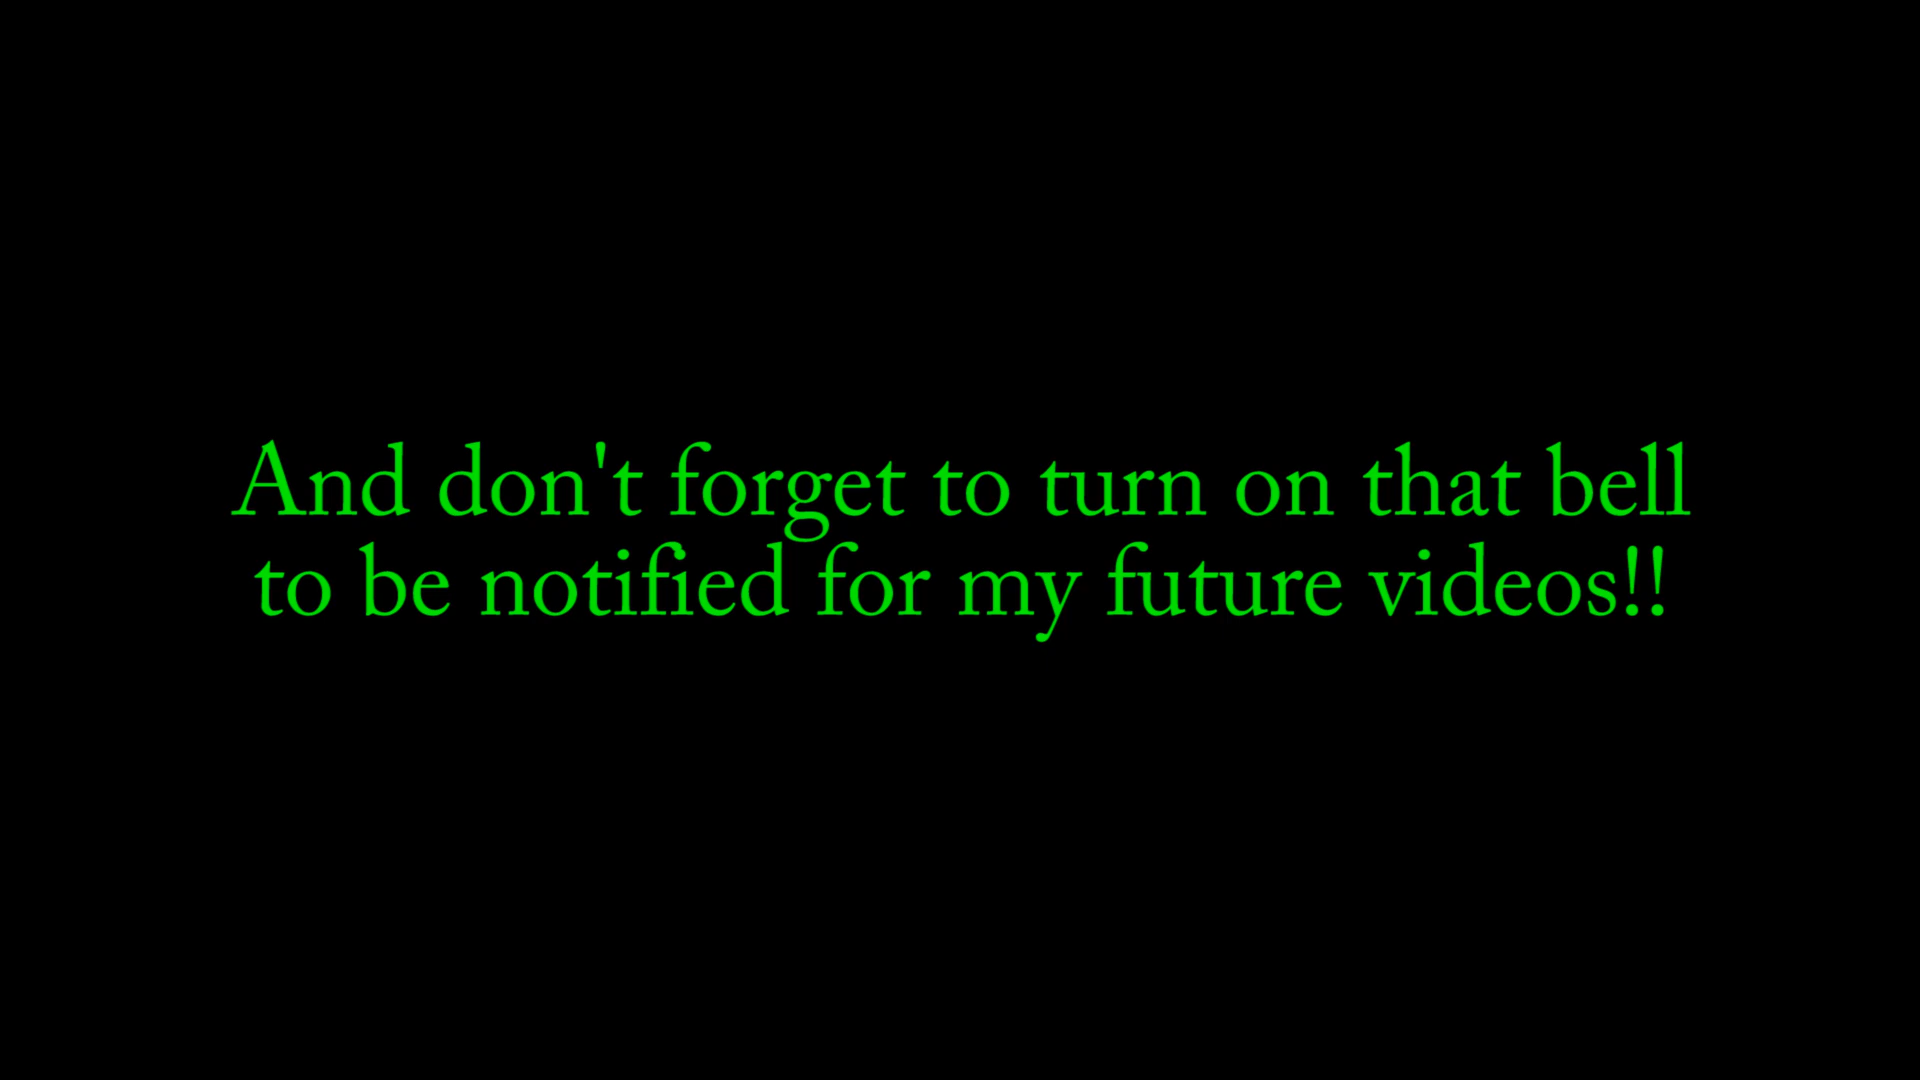 And don't forget to turn on that bell
to be notified for my future videos!!